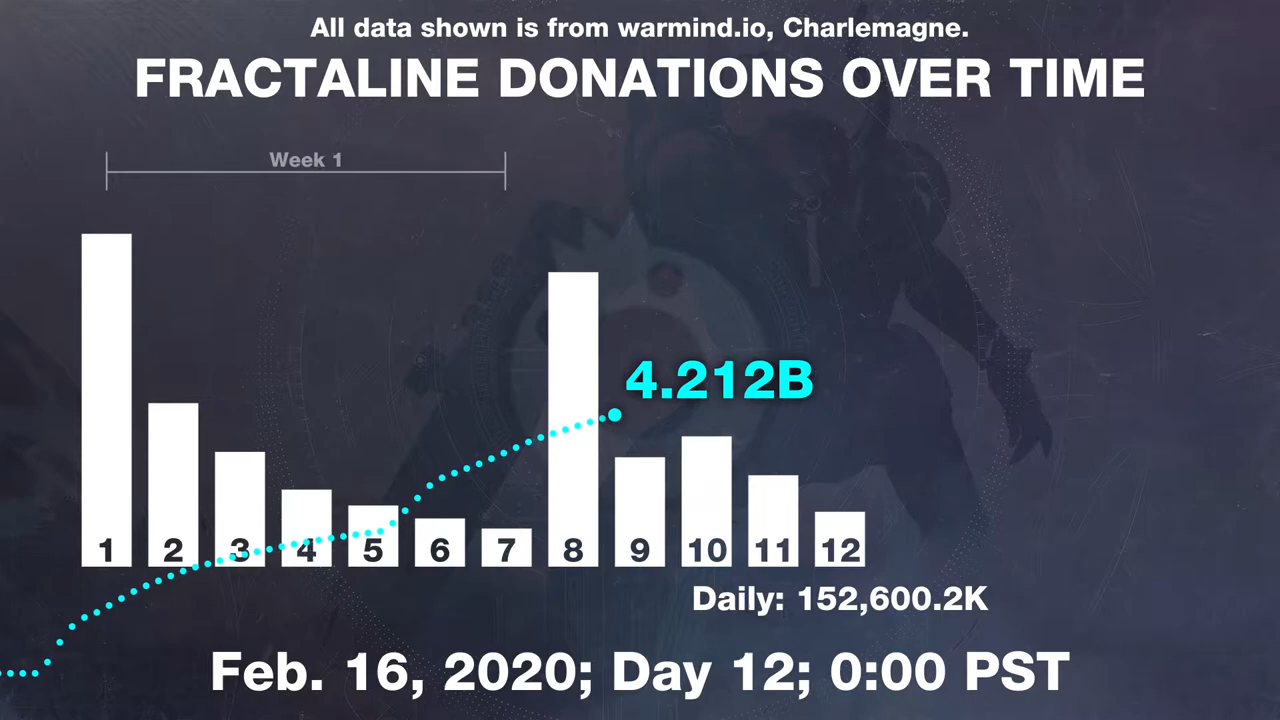 All data shown is from warmind.io, Charlemagne.
FRACTALINE DONATIONS OVER TIME
Week 1
4.212B
1 2 3 4 5 6 7 8 9 10 11 12
Daily: 152,600.2K
Feb. 16, 2020; Day 12; 0:00 PST